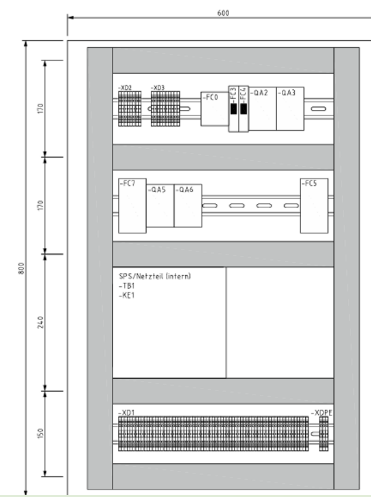 600
800
170
-XD2
-XD3
-FC0
-FC3
-FC4
-QA2
-QA3
170
-FC7
-QA5
-QA6
-FC5
240
SPS/Netzteil (intern)
-TB1
-KE1
150
-XD1
-XDPE